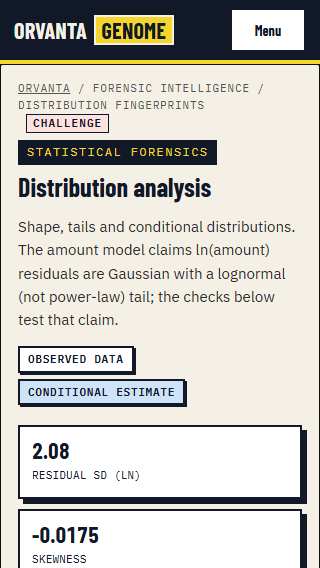 ORVANTA GENOME Menu
ORVANTA / FORENSIC INTELLIGENCE /
DISTRIBUTION FINGERPRINTS
CHALLENGE
STATISTICAL FORENSICS
Distribution analysis
Shape, tails and conditional distributions.
The amount model claims ln(amount)
residuals are Gaussian with a lognormal
(not power-law) tail; the checks below
test that claim.
OBSERVED DATA
CONDITIONAL ESTIMATE
2.08
RESIDUAL SD (LN)
-0.0175
SKEWNESS